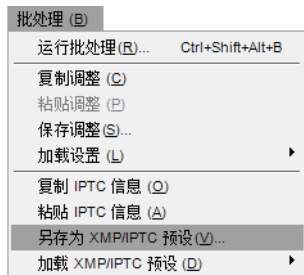 批处理 (B)
运行批处理(R)... Ctrl+Shift+Alt+B
复制调整 (C)
粘贴调整 (P)
保存调整(S)...
加载设置 (L)
复制 IPTC 信息 (O)
粘贴 IPTC 信息 (A)
另存为 XMP/IPTC 预设(V)...
加载 XMP/IPTC 预设 (D)